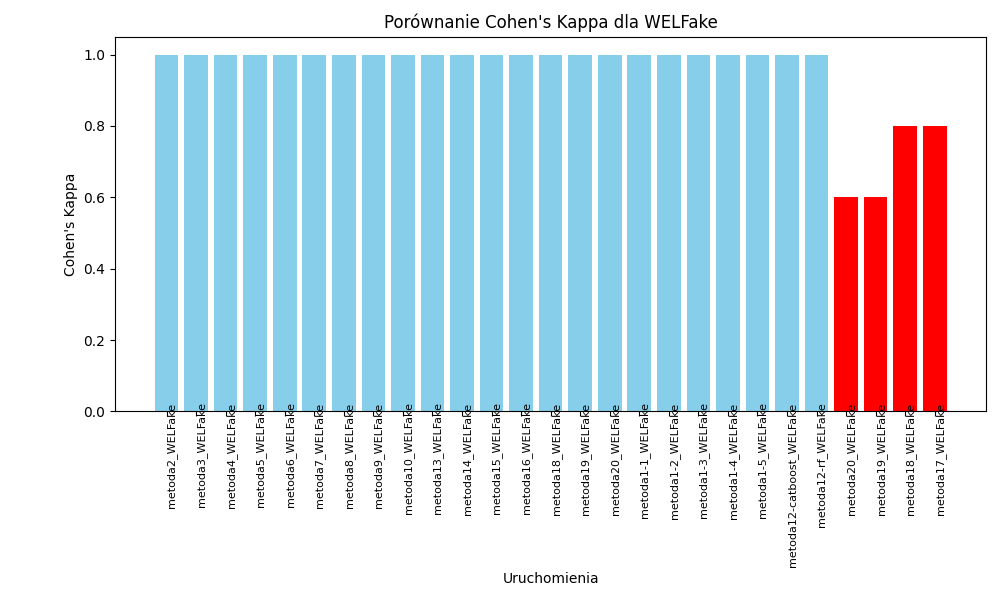 Porównanie Cohen's Kappa dla WELFake
Cohen's Kappa
1.0
0.8
0.6
0.4
0.2
0.0
metoda2_WELFake
metoda3_WELFake
metoda4_WELFake
metoda5_WELFake
metoda6_WELFake
metoda7_WELFake
metoda8_WELFake
metoda9_WELFake
metoda10_WELFake
metoda13_WELFake
metoda14_WELFake
metoda15_WELFake
metoda16_WELFake
metoda18_WELFake
metoda19_WELFake
metoda20_WELFake
metoda1-1_WELFake
metoda1-2_WELFake
metoda1-3_WELFake
metoda1-4_WELFake
metoda1-5_WELFake
metoda12-catboost_WELFake
metoda12-rf_WELFake
metoda20_WELFake
metoda19_WELFake
metoda18_WELFake
metoda17_WELFake
Uruchomienia